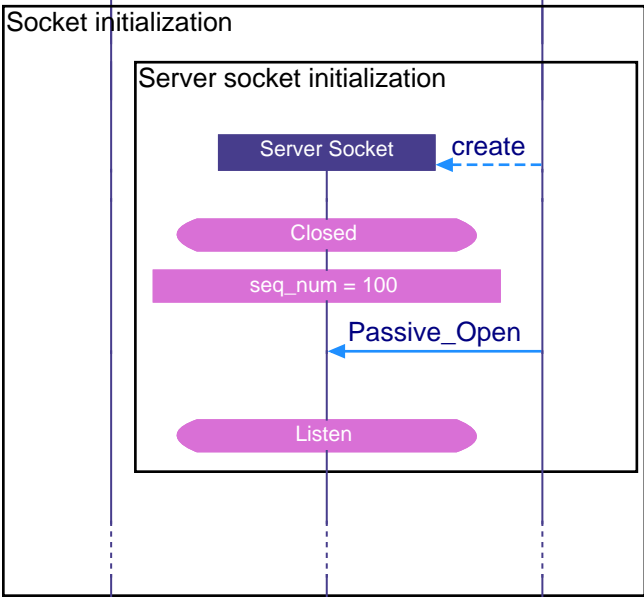 Socket initialization
Server socket initialization
Server Socket
create
Closed
seq_num = 100
Passive_Open
Listen